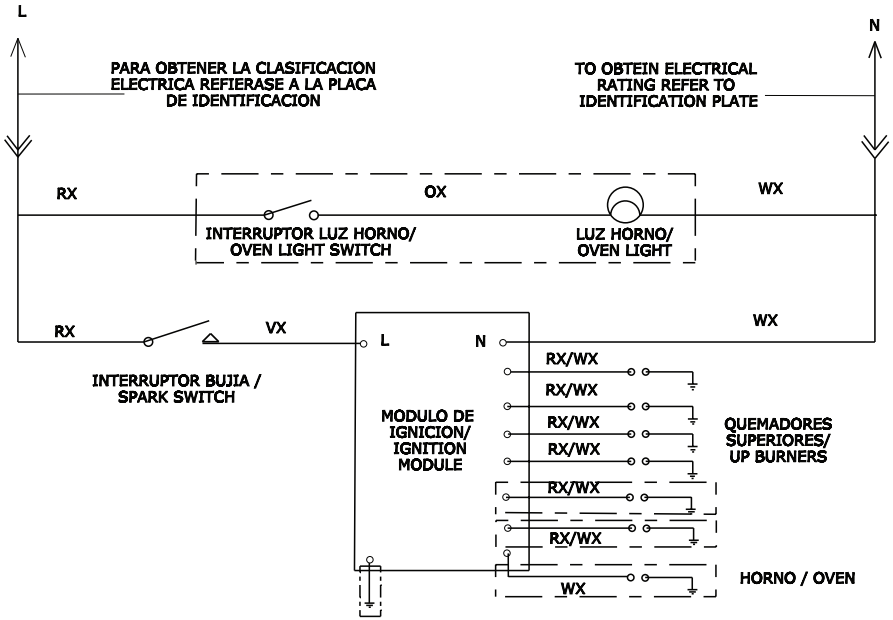 L
N
PARA OBTENER LA CLASIFICACION
ELECTRICA REFIERASE A LA PLACA
DE IDENTIFICACION
TO OBTEIN ELECTRICAL
RATING REFER TO
IDENTIFICATION PLATE
RX
OX
WX
INTERRUPTOR LUZ HORNO/
OVEN LIGHT SWITCH
LUZ HORNO/
OVEN LIGHT
RX
VX
L
N
WX
INTERRUPTOR BUJIA /
SPARK SWITCH
MODULO DE
IGNICION/
IGNITION
MODULE
RX/WX
RX/WX
RX/WX
RX/WX
RX/WX
RX/WX
WX
QUEMADORES
SUPERIORES/
UP BURNERS
HORNO / OVEN